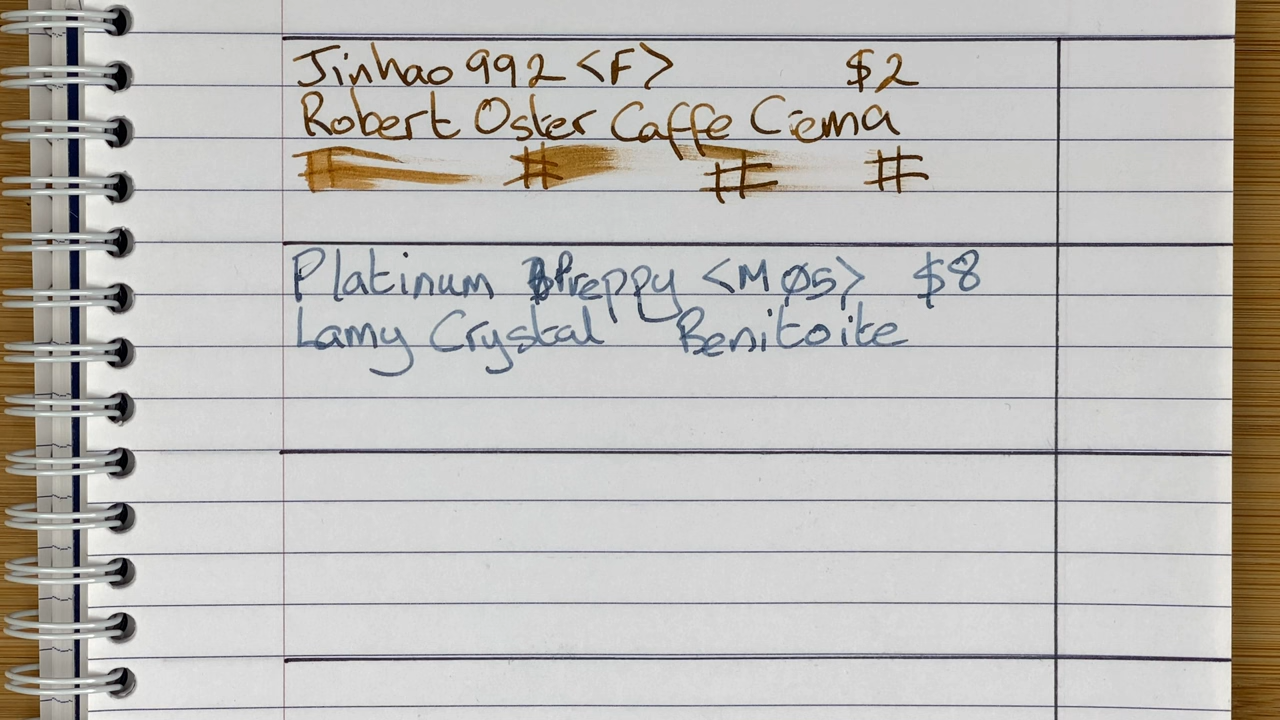 Jinhao 992 <F> $2
Robert Oster Caffe Crema
# # # #
Platinum Preppy <M 05> $8
Lamy Crystal Benitoite